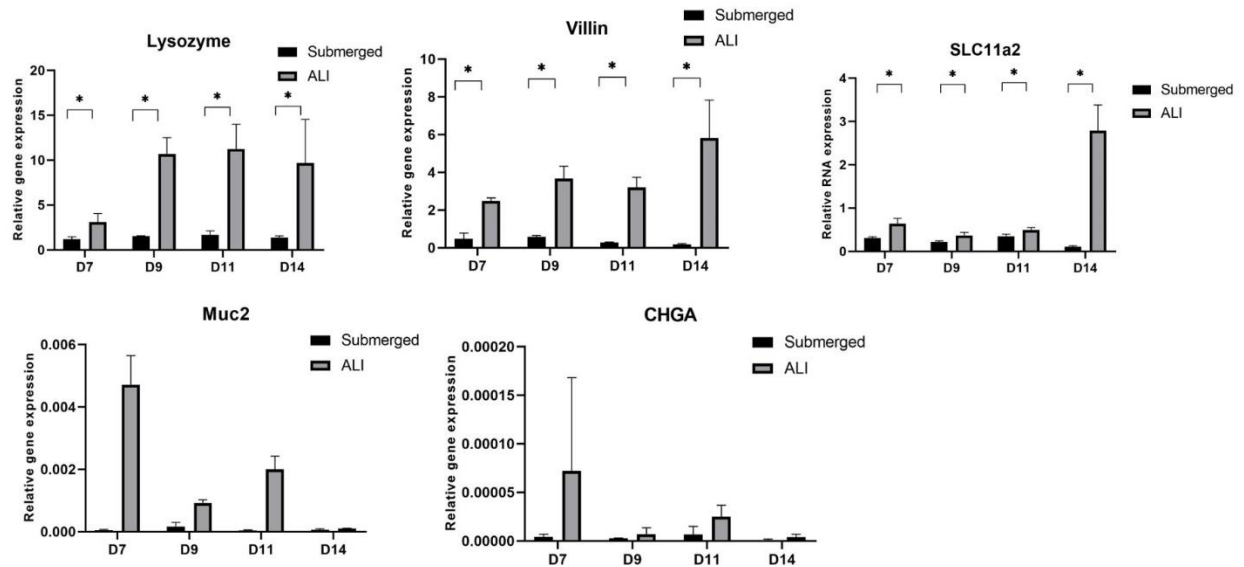 Lysozyme
Submerged
ALI
Relative gene expression
20
15
10
5
0
*
*
*
*
D7
D9
D11
D14
Villin
Submerged
ALI
Relative gene expression
8
6
4
2
0
*
*
*
*
D7
D9
D11
D14
SLC11a2
Submerged
ALI
Relative RNA expression
4
3
2
1
0
*
*
*
*
D7
D9
D11
D14
Muc2
Submerged
ALI
Relative gene expression
0.006
0.004
0.002
0.000
D7
D9
D11
D14
CHGA
Submerged
ALI
Relative gene expression
0.00020
0.00015
0.00010
0.00005
0.00000
D7
D9
D11
D14